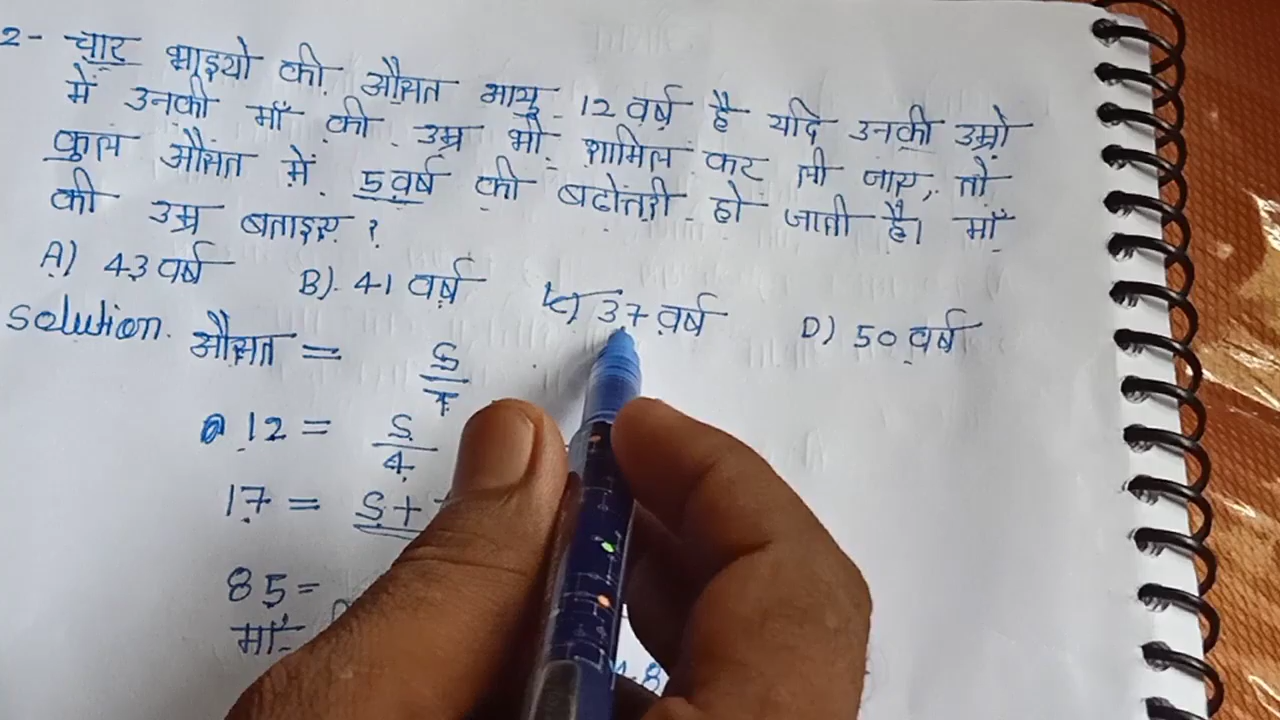 2- चार भाइयो की औसत आयु 12 वर्ष है यदि उनकी उम्रो
में उनकी माँ की उम्र भी शामिल कर ली जाए, तो
कुल औसत में 5 वर्ष की बढोत्तरी हो जाती है। माँ
की उम्र बताइए ?
A) 43 वर्ष B). 41 वर्ष C) 37 वर्ष D) 50 वर्ष
Solution. औसत = S/T
12 = S/4
17 = S+
85 =
माँ-